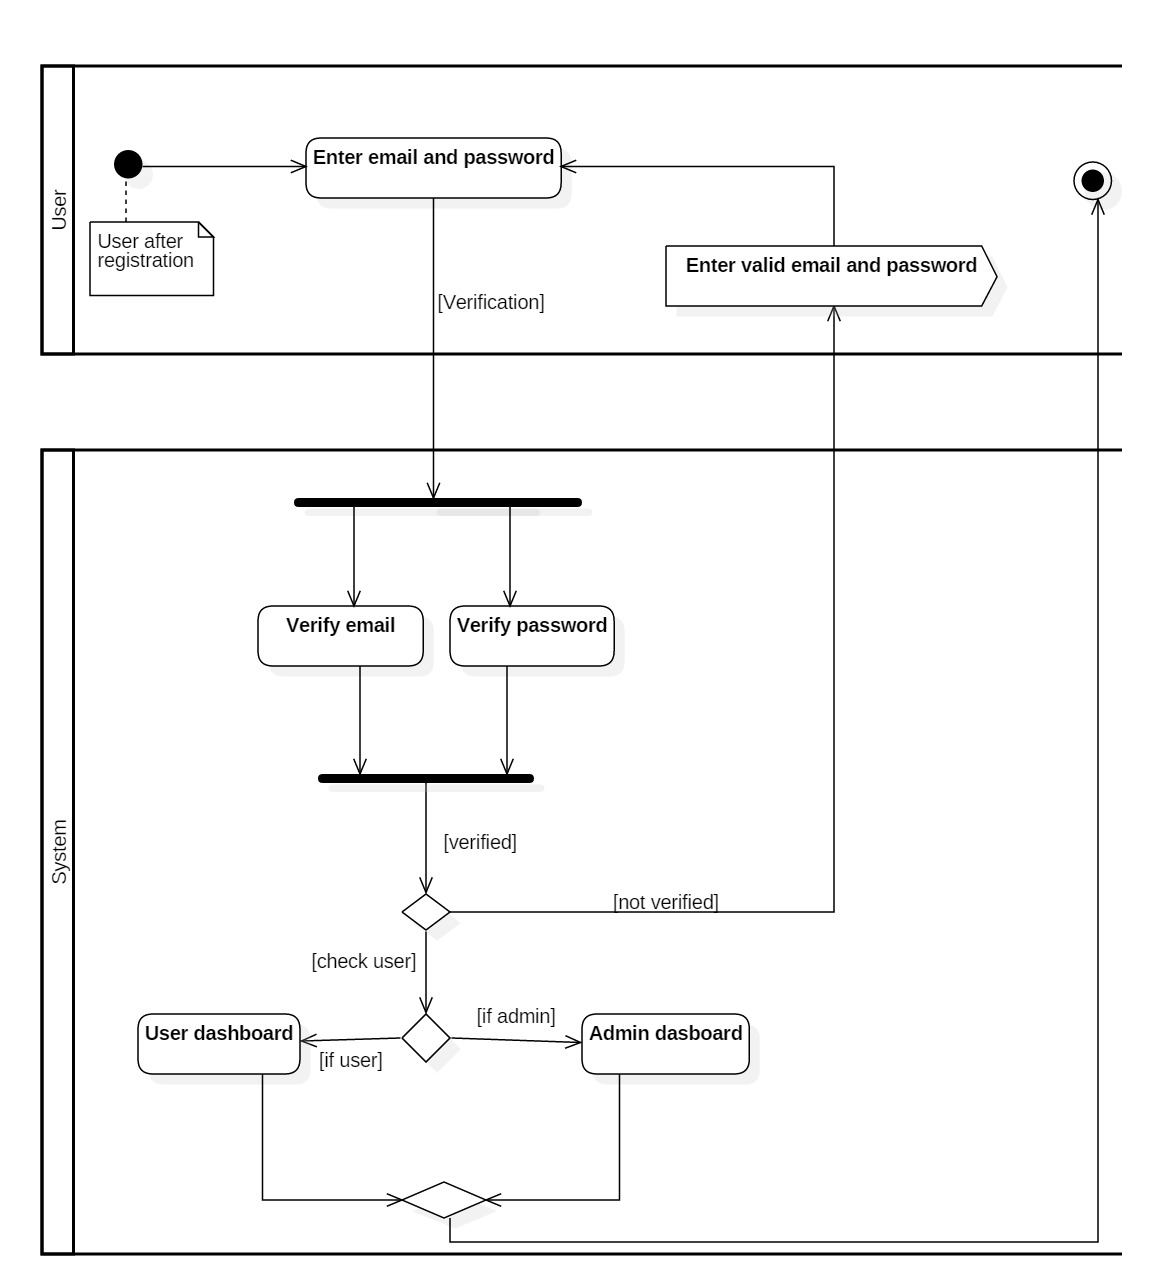 User
Enter email and password
User after
registration
Enter valid email and password
[Verification]
System
Verify email
Verify password
[verified]
[not verified]
[check user]
[if admin]
User dashboard
Admin dasboard
[if user]